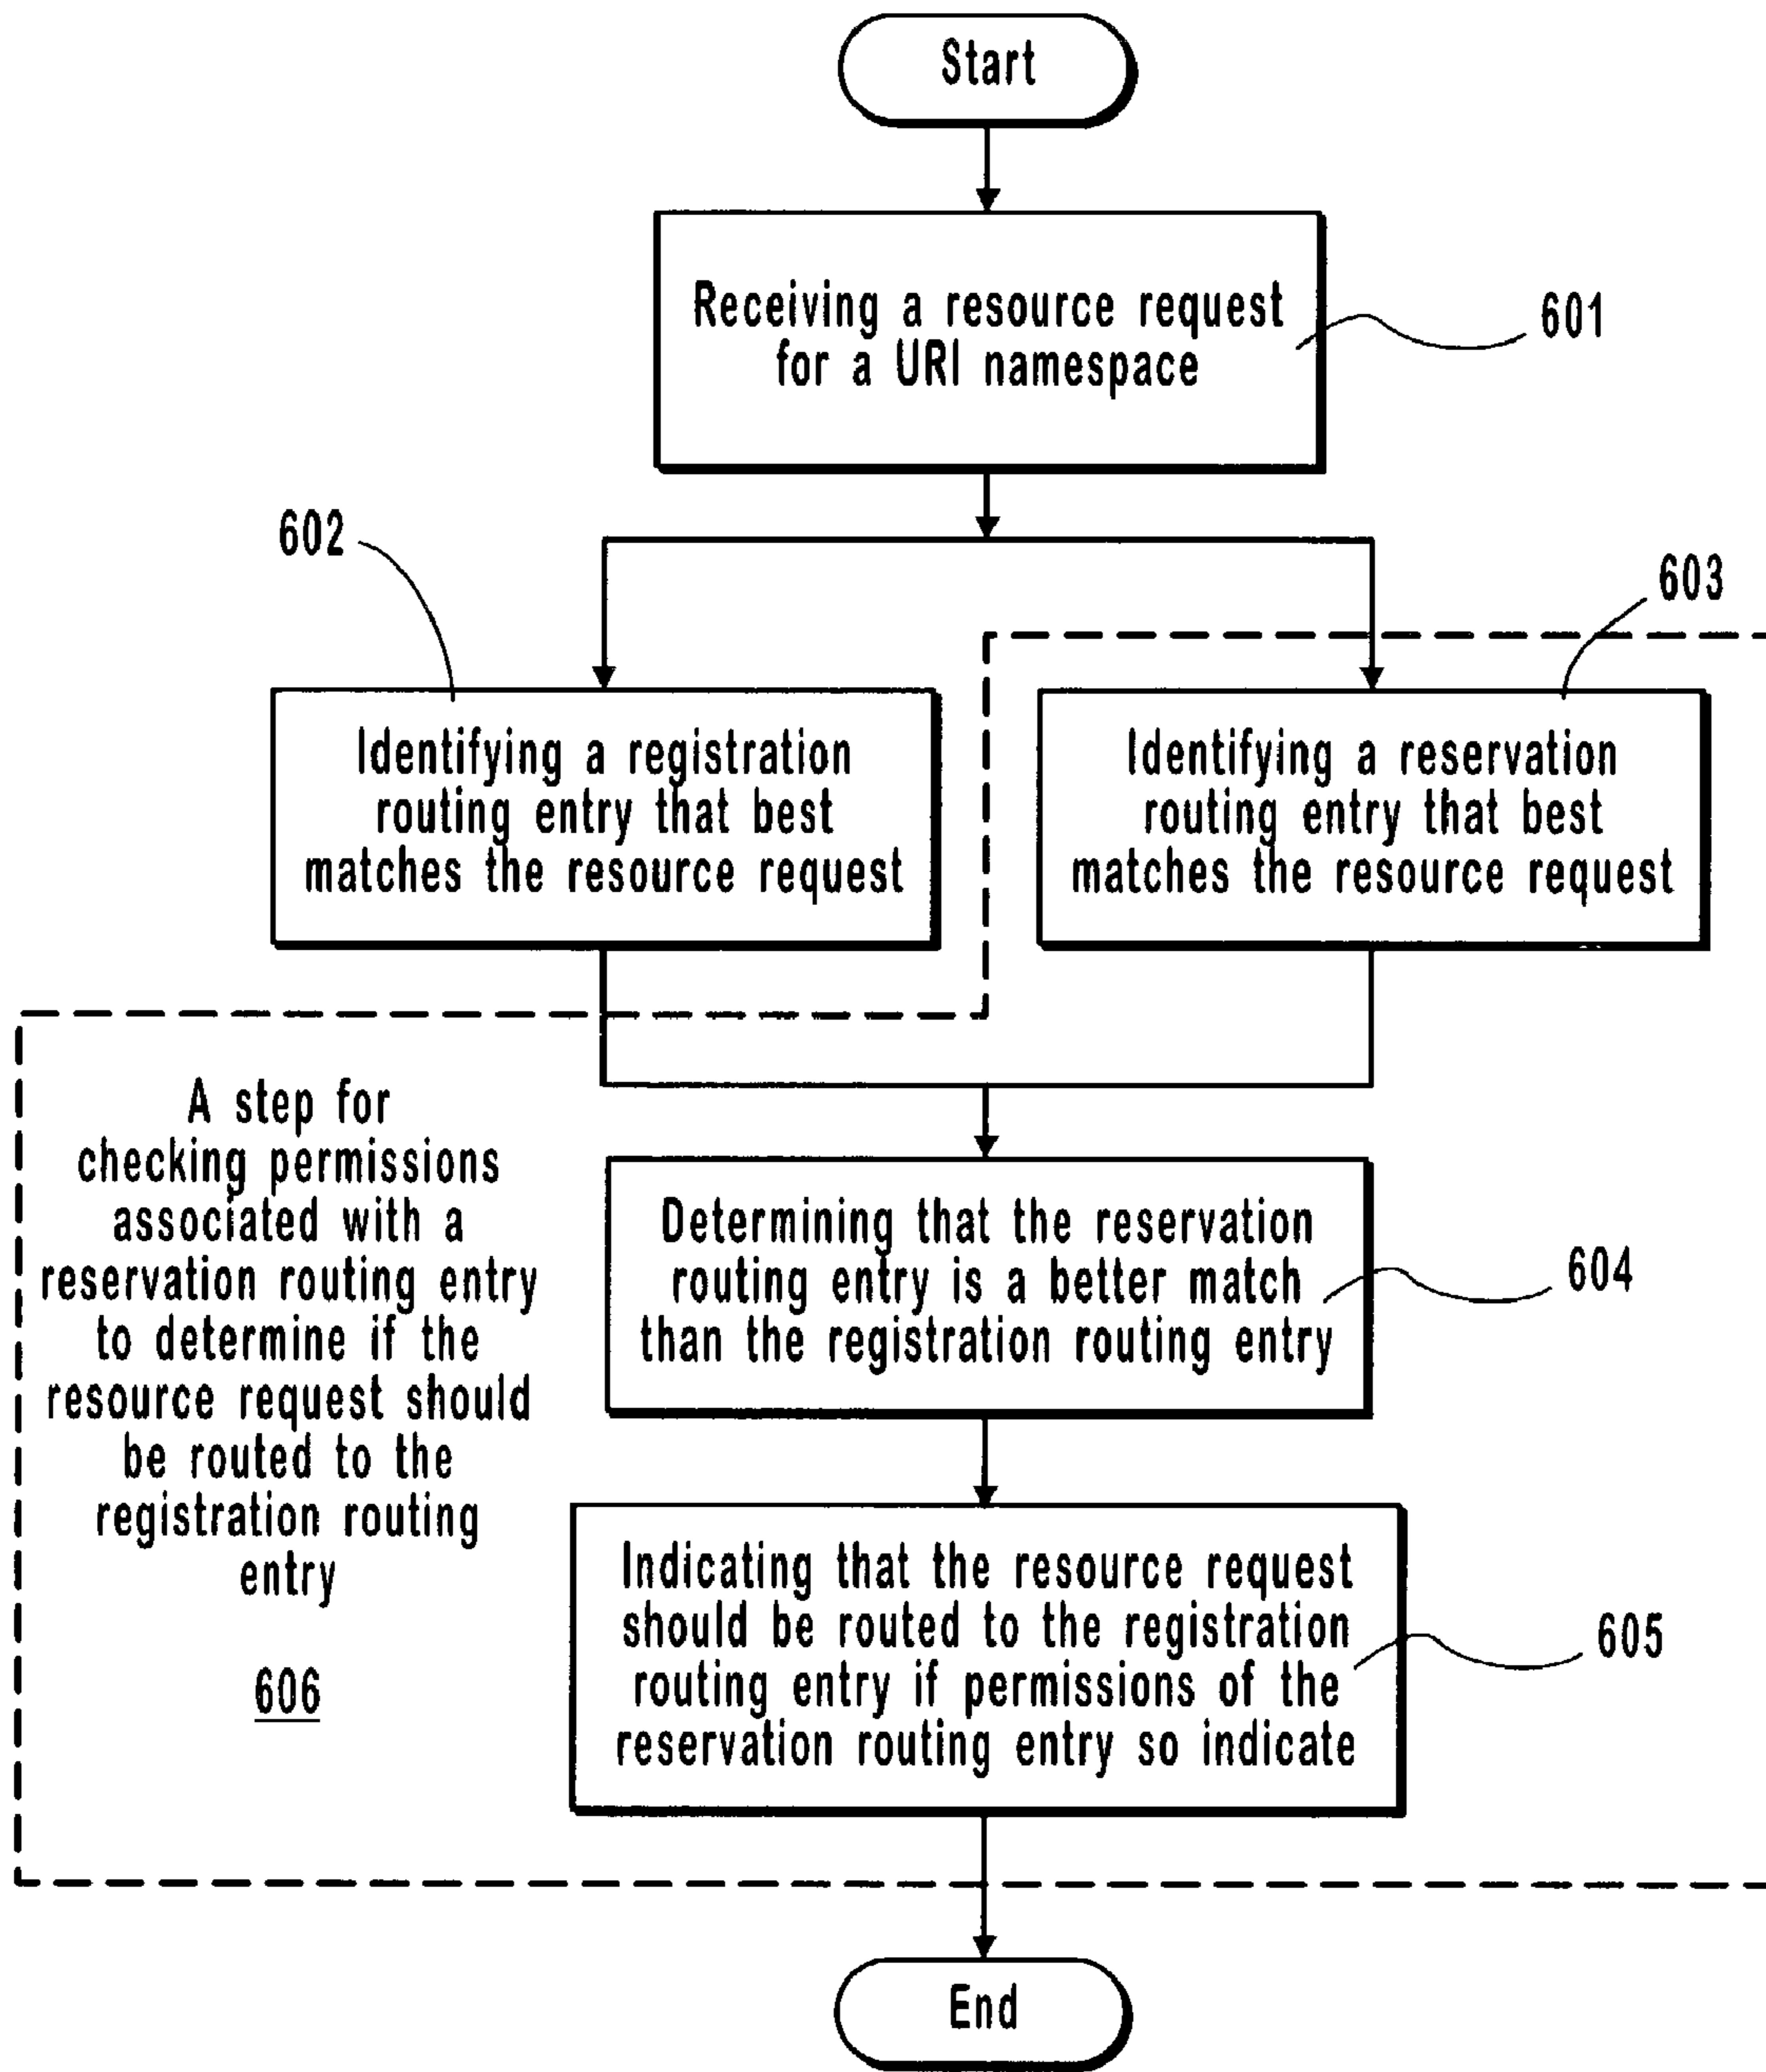 Start
Receiving a resource request
for a URI namespace
601
602
603
Identifying a registration
routing entry that best
matches the resource request
Identifying a reservation
routing entry that best
matches the resource request
A step for
checking permissions
associated with a
reservation routing entry
to determine if the
resource request should
be routed to the
registration routing
entry
606
Determining that the reservation
routing entry is a better match
than the registration routing entry
604
Indicating that the resource request
should be routed to the registration
routing entry if permissions of the
reservation routing entry so indicate
605
End